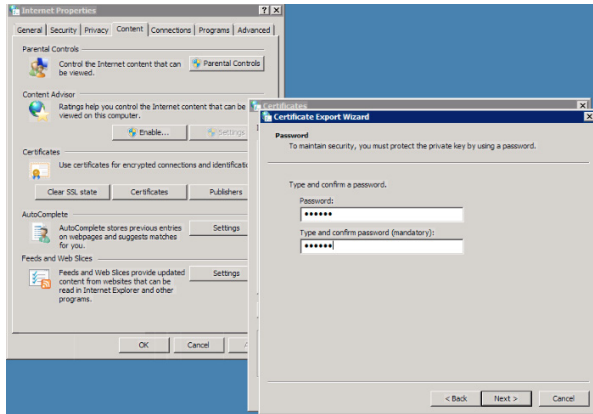 Internet Properties
General Security Privacy Content Connections Programs Advanced
Parental Controls
Control the Internet content that can
be viewed.
Parental Controls
Content Advisor
Ratings help you control the Internet content that can be
viewed on this computer.
Enable...
Settings
Certificates
Use certificates for encrypted connections and
Clear SSL state
Certificates
Publishers
AutoComplete
AutoComplete stores previous entries
on webpages and suggests matches
for you.
Settings
Feeds and Web Slices
Feeds and Web Slices provide updated
content from websites that can be
read in Internet Explorer and other
programs.
Settings
OK
Cancel
Certificates
Certificate Export Wizard
Password
To maintain security, you must protect the private key by using a password.
Type and confirm a password.
Password:
••••••
Type and confirm password (mandatory):
••••••
< Back
Next >
Cancel